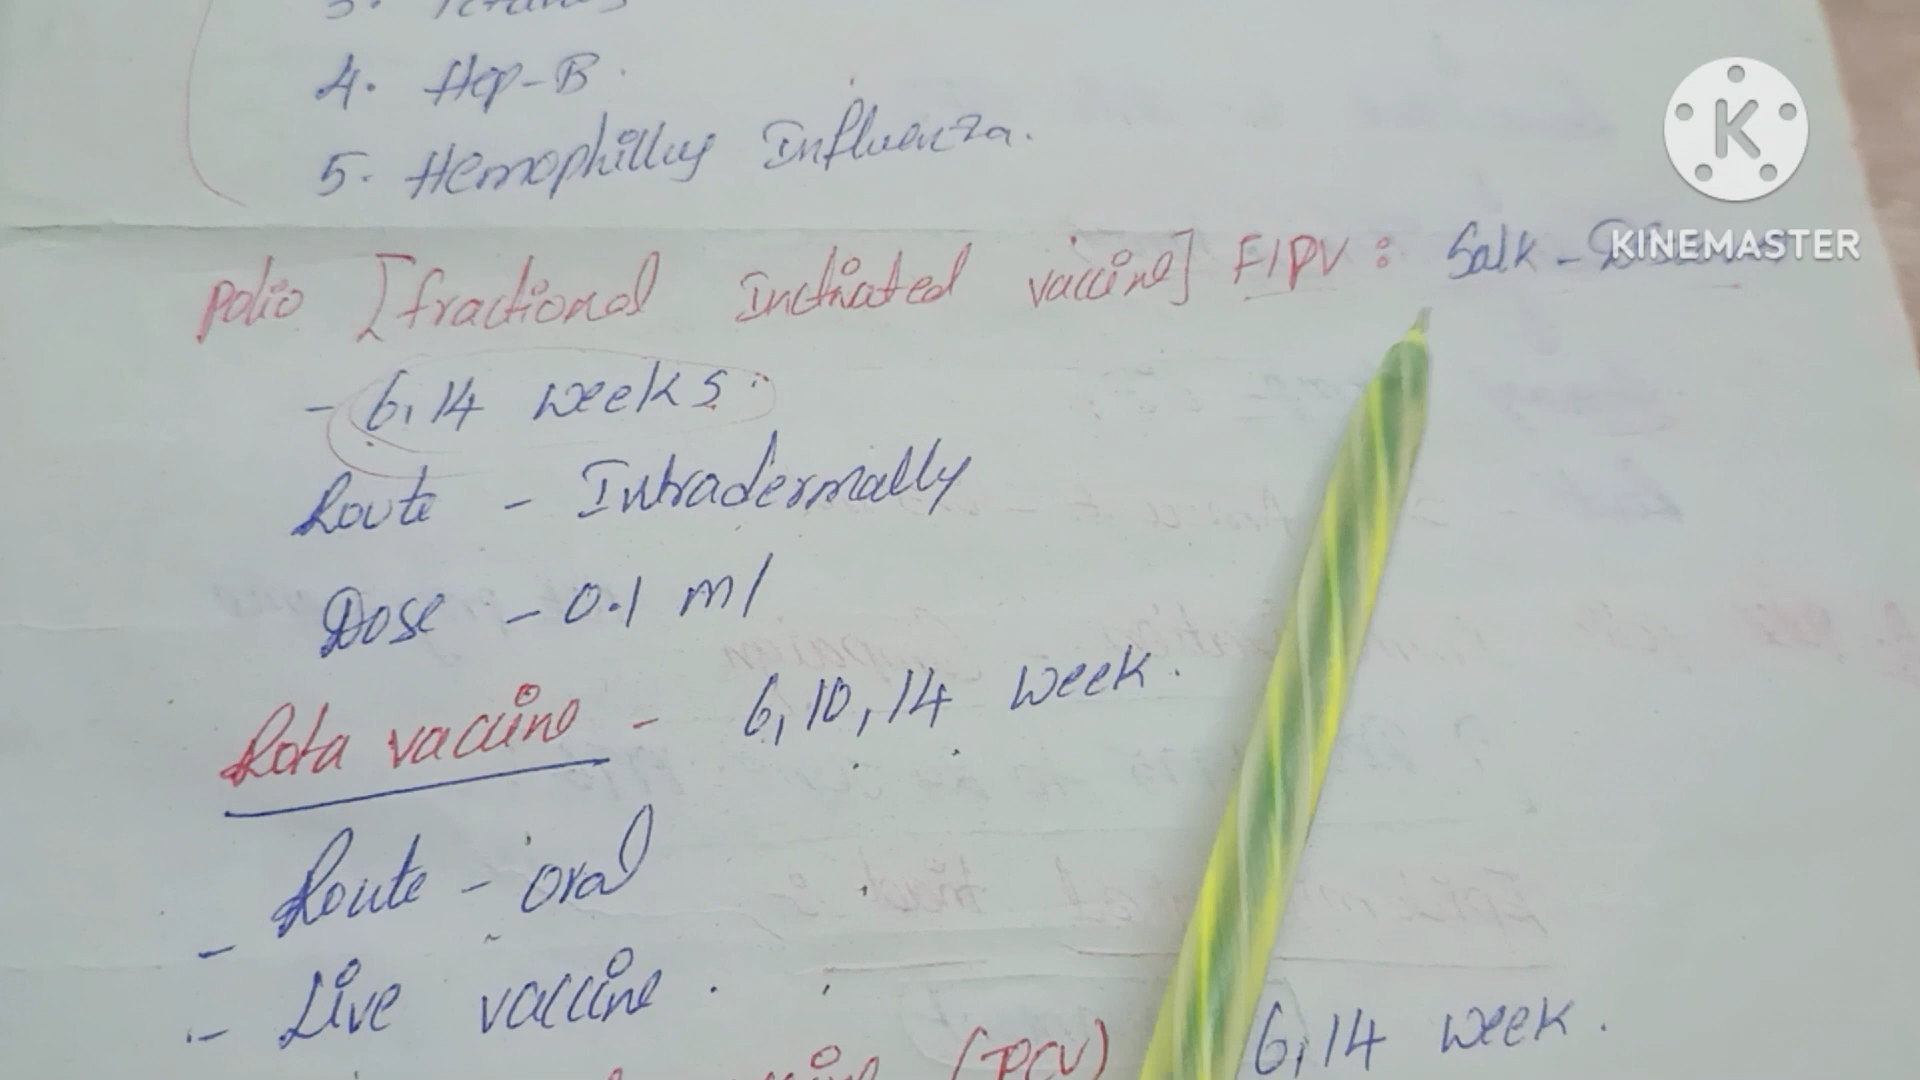 4. Hep-B.
5. Hemophillus Influenza.
Polio [fractional Inctivated vaccine] FIPV : Salk -
- 6,14 weeks.
Route - Intradermally
Dose - 0.1 ml
Rota vaccine - 6,10,14 week.
- Route - oral
- Live vaccine.
(PCV) 6,14 week.
K
KINEMASTER